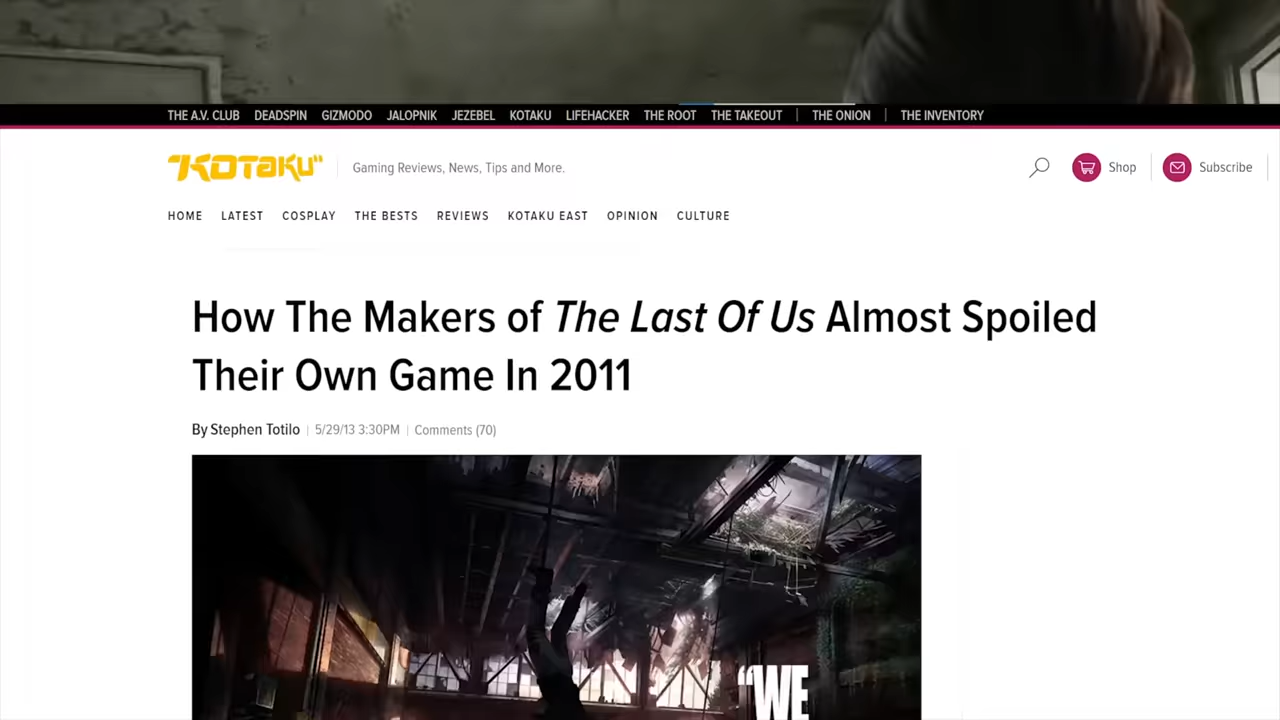 THE A.V. CLUB DEADSPIN GIZMODO JALOPNIK JEZEBEL KOTAKU LIFEHACKER THE ROOT THE TAKEOUT | THE ONION | THE INVENTORY
"KOTAKU" Gaming Reviews, News, Tips and More. Shop Subscribe
HOME LATEST COSPLAY THE BESTS REVIEWS KOTAKU EAST OPINION CULTURE
How The Makers of The Last Of Us Almost Spoiled
Their Own Game In 2011
By Stephen Totilo | 5/29/13 3:30PM | Comments (70)
"WE